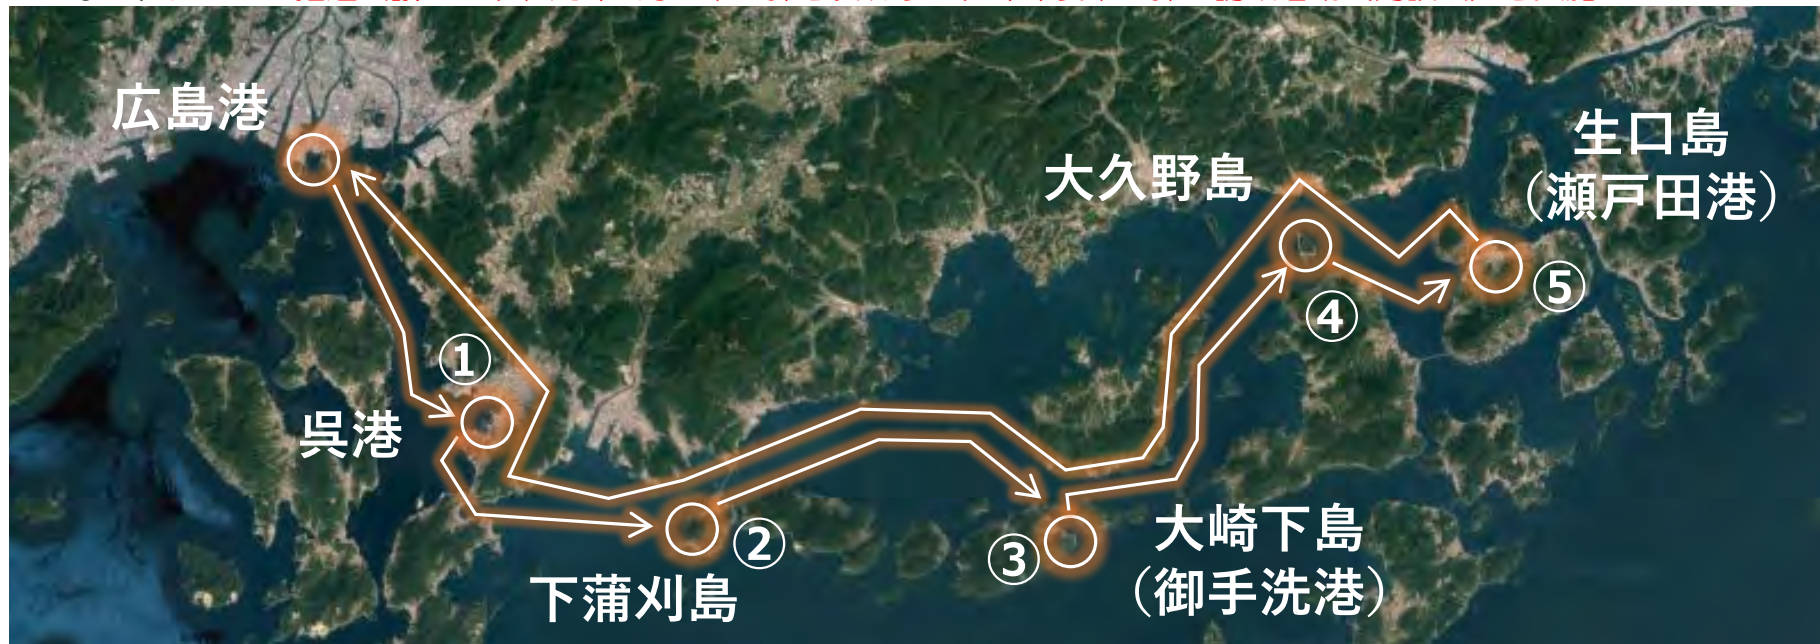 広島港
生口島
（瀬戸田港）
大久野島
⑤
④
①
呉港
大崎下島
（御手洗港）
②
③
下蒲刈島